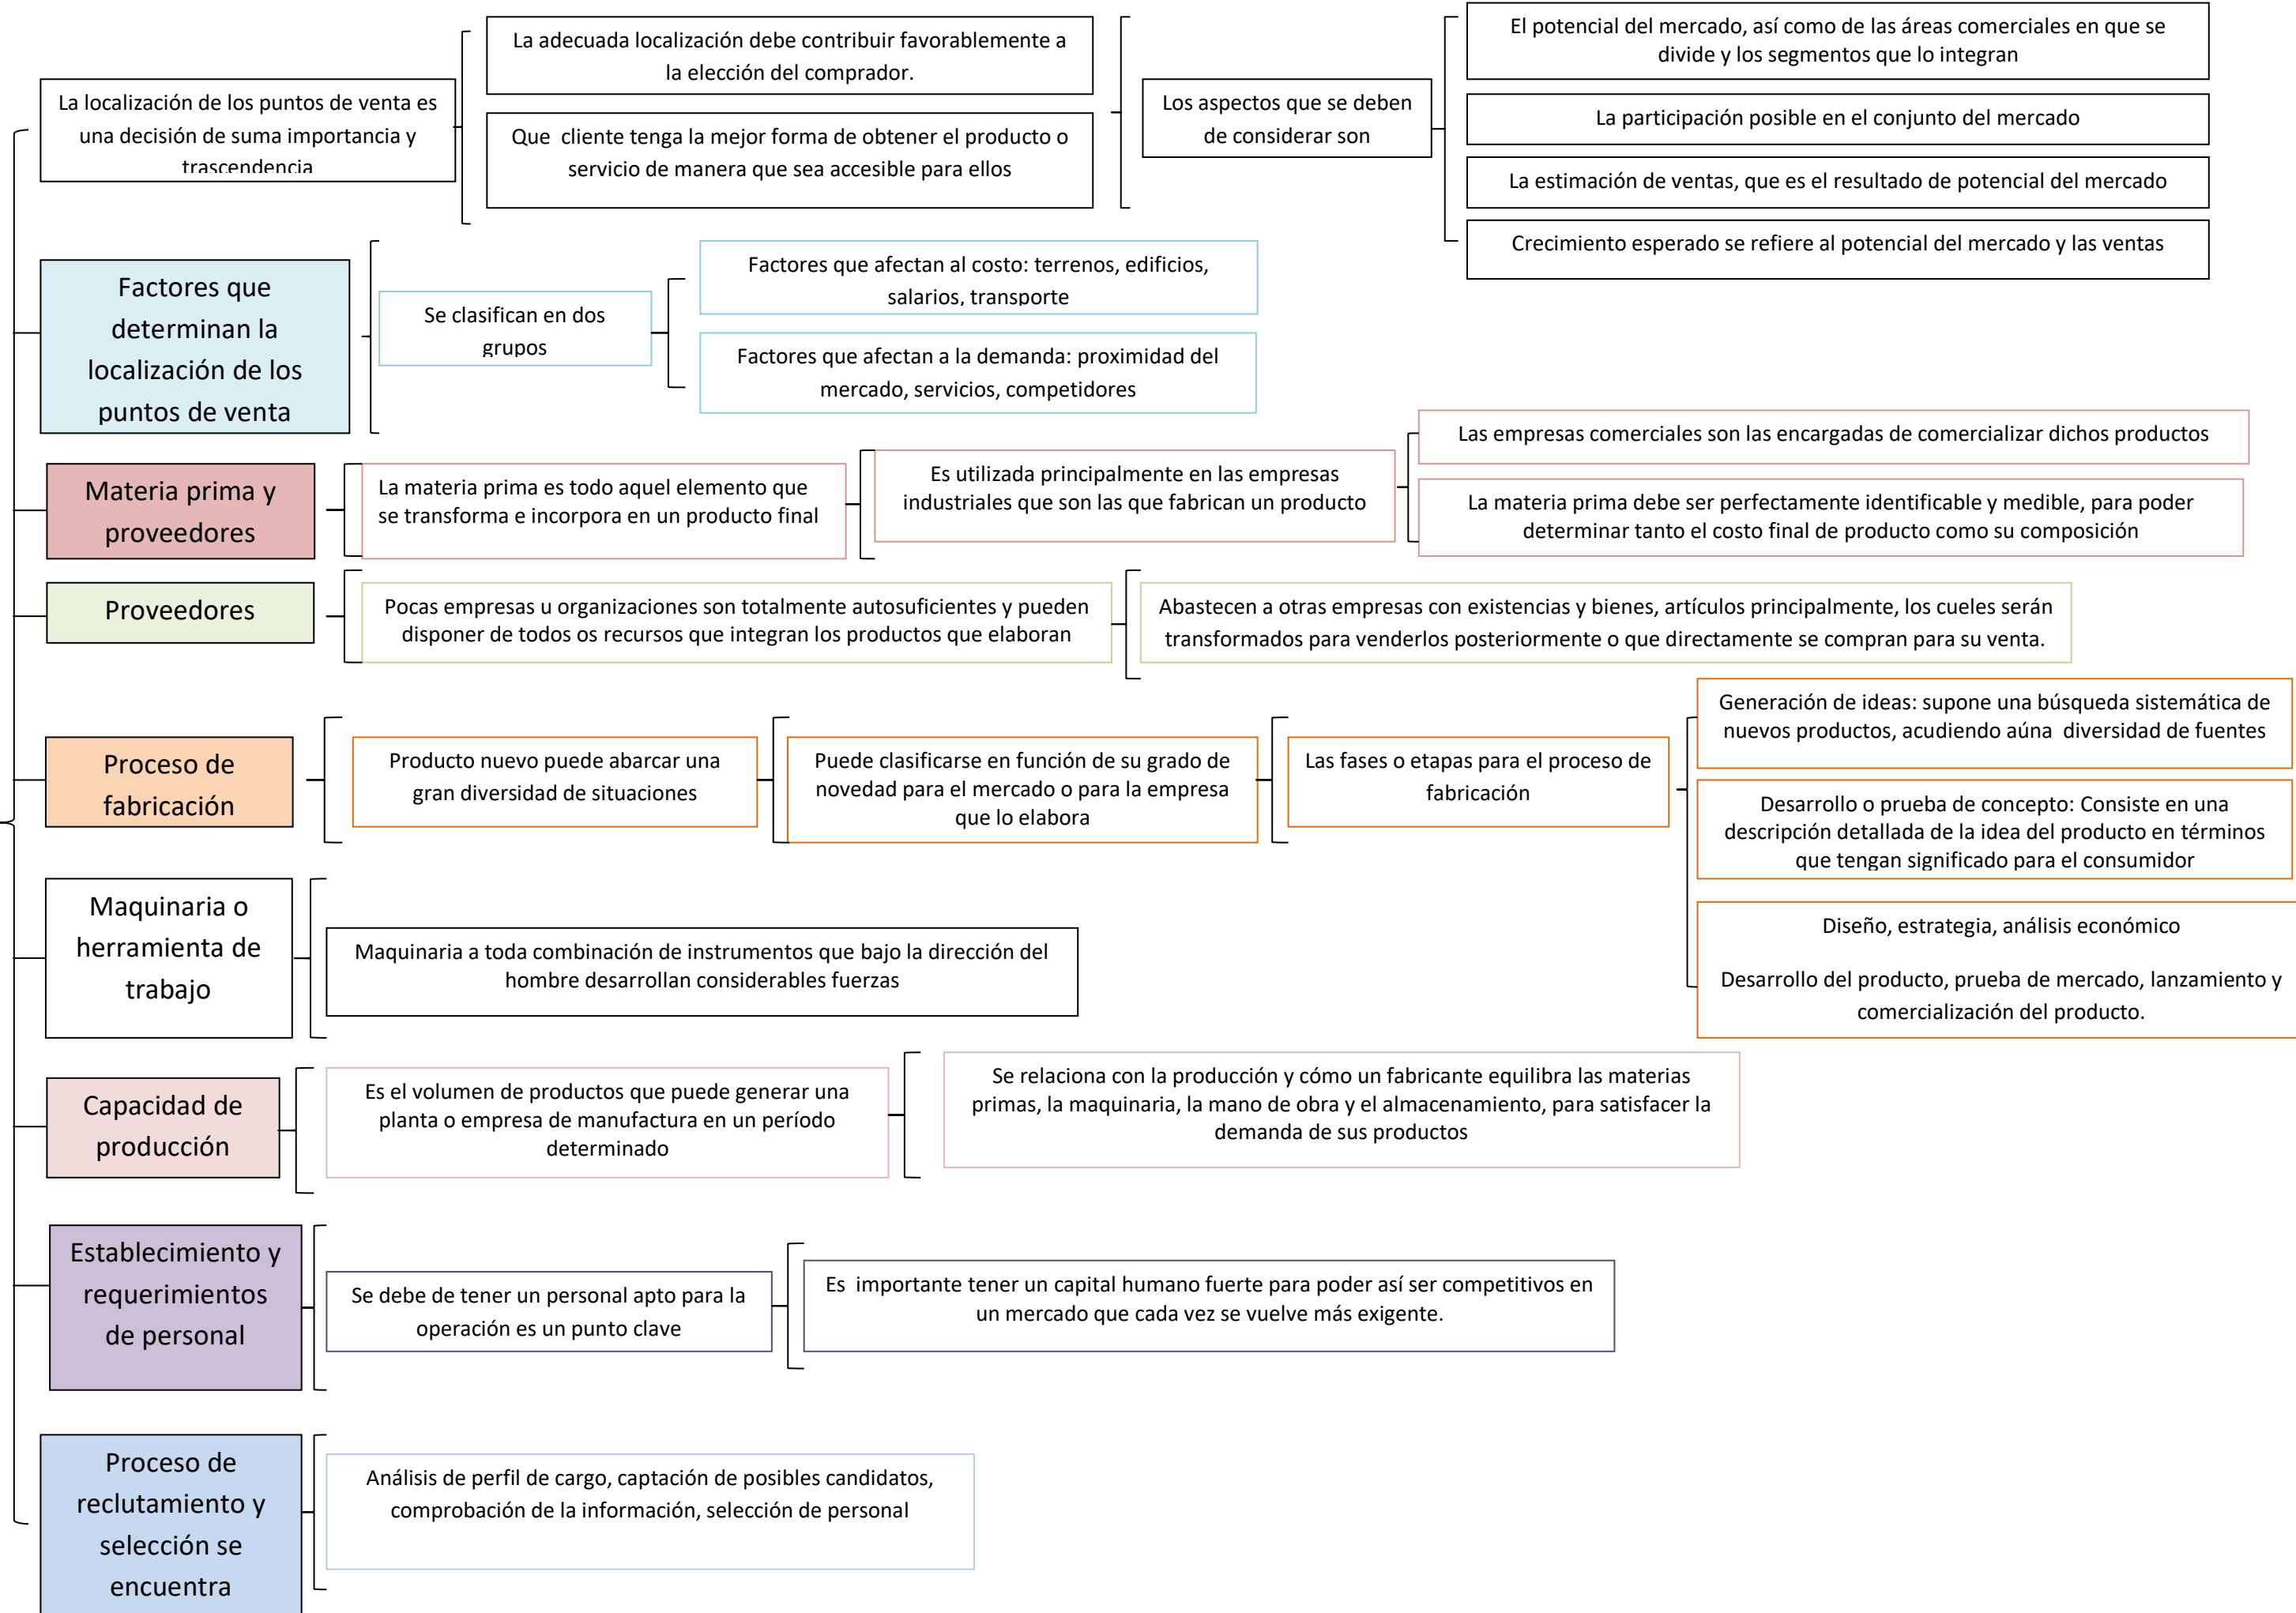 La localización de los puntos de venta es
una decisión de suma importancia y
trascendencia
La adecuada localización debe contribuir favorablemente a
la elección del comprador.
Que cliente tenga la mejor forma de obtener el producto o
servicio de manera que sea accesible para ellos
Los aspectos que se deben
de considerar son
El potencial del mercado, así como de las áreas comerciales en que se
divide y los segmentos que lo integran
La participación posible en el conjunto del mercado
La estimación de ventas, que es el resultado de potencial del mercado
Crecimiento esperado se refiere al potencial del mercado y las ventas
Factores que
determinan la
localización de los
puntos de venta
Se clasifican en dos
grupos
Factores que afectan al costo: terrenos, edificios,
salarios, transporte
Factores que afectan a la demanda: proximidad del
mercado, servicios, competidores
Materia prima y
proveedores
La materia prima es todo aquel elemento que
se transforma e incorpora en un producto final
Es utilizada principalmente en las empresas
industriales que son las que fabrican un producto
Las empresas comerciales son las encargadas de comercializar dichos productos
La materia prima debe ser perfectamente identificable y medible, para poder
determinar tanto el costo final de producto como su composición
Proveedores
Pocas empresas u organizaciones son totalmente autosuficientes y pueden
disponer de todos os recursos que integran los productos que elaboran
Abastecen a otras empresas con existencias y bienes, artículos principalmente, los cueles serán
transformados para venderlos posteriormente o que directamente se compran para su venta.
Proceso de
fabricación
Producto nuevo puede abarcar una
gran diversidad de situaciones
Puede clasificarse en función de su grado de
novedad para el mercado o para la empresa
que lo elabora
Las fases o etapas para el proceso de
fabricación
Generación de ideas: supone una búsqueda sistemática de
nuevos productos, acudiendo aúna diversidad de fuentes
Desarrollo o prueba de concepto: Consiste en una
descripción detallada de la idea del producto en términos
que tengan significado para el consumidor
Diseño, estrategia, análisis económico
Desarrollo del producto, prueba de mercado, lanzamiento y
comercialización del producto.
Maquinaria o
herramienta de
trabajo
Maquinaria a toda combinación de instrumentos que bajo la dirección del
hombre desarrollan considerables fuerzas
Capacidad de
producción
Es el volumen de productos que puede generar una
planta o empresa de manufactura en un período
determinado
Se relaciona con la producción y cómo un fabricante equilibra las materias
primas, la maquinaria, la mano de obra y el almacenamiento, para satisfacer la
demanda de sus productos
Establecimiento y
requerimientos
de personal
Se debe de tener un personal apto para la
operación es un punto clave
Es importante tener un capital humano fuerte para poder así ser competitivos en
un mercado que cada vez se vuelve más exigente.
Proceso de
reclutamiento y
selección se
encuentra
Análisis de perfil de cargo, captación de posibles candidatos,
comprobación de la información, selección de personal